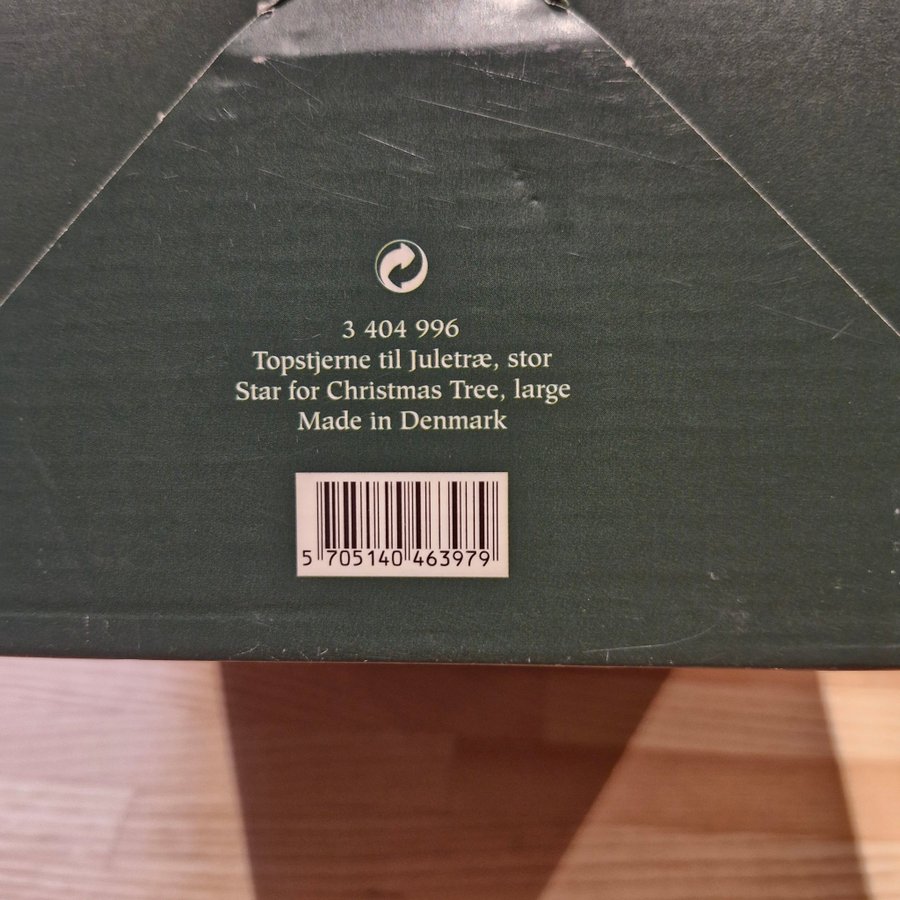 3 404 996
Topstjerne til Juletræ, stor
Star for Christmas Tree, large
Made in Denmark
5 705140 463979